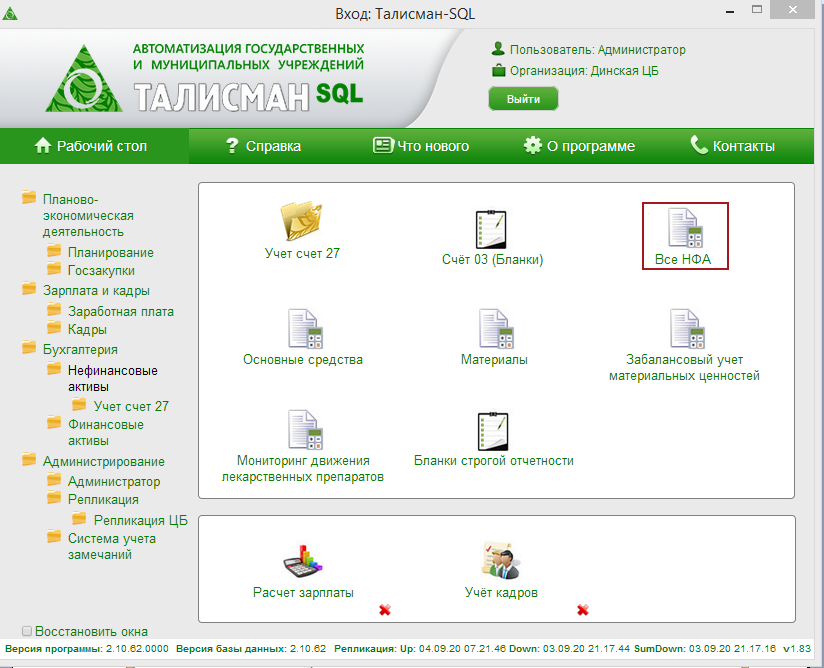 Вход: Талисман-SQL
АВТОМАТИЗАЦИЯ ГОСУДАРСТВЕННЫХ
И МУНИЦИПАЛЬНЫХ УЧРЕЖДЕНИЙ
ТАЛИСМАН SQL
Пользователь: Администратор
Организация: Динская ЦБ
Выйти
Рабочий стол
Справка
Что нового
О программе
Контакты
Планово-
экономическая
деятельность
Планирование
Госзакупки
Зарплата и кадры
Заработная плата
Кадры
Бухгалтерия
Нефинансовые
активы
Учет счет 27
Финансовые
активы
Администрирование
Администратор
Репликация
Репликация ЦБ
Система учета
замечаний
Восстановить окна
Учет счет 27
Счёт 03 (Бланки)
Все НФА
Основные средства
Материалы
Забалансовый учет
материальных ценностей
Мониторинг движения
лекарственных препаратов
Бланки строгой отчетности
Расчет зарплаты
Учёт кадров
Версия программы: 2.10.62.0000 Версия базы данных: 2.10.62 Репликация: Up: 04.09.20 07.21.46 Down: 03.09.20 21.17.44 SumDown: 03.09.20 21.17.16 v1.83